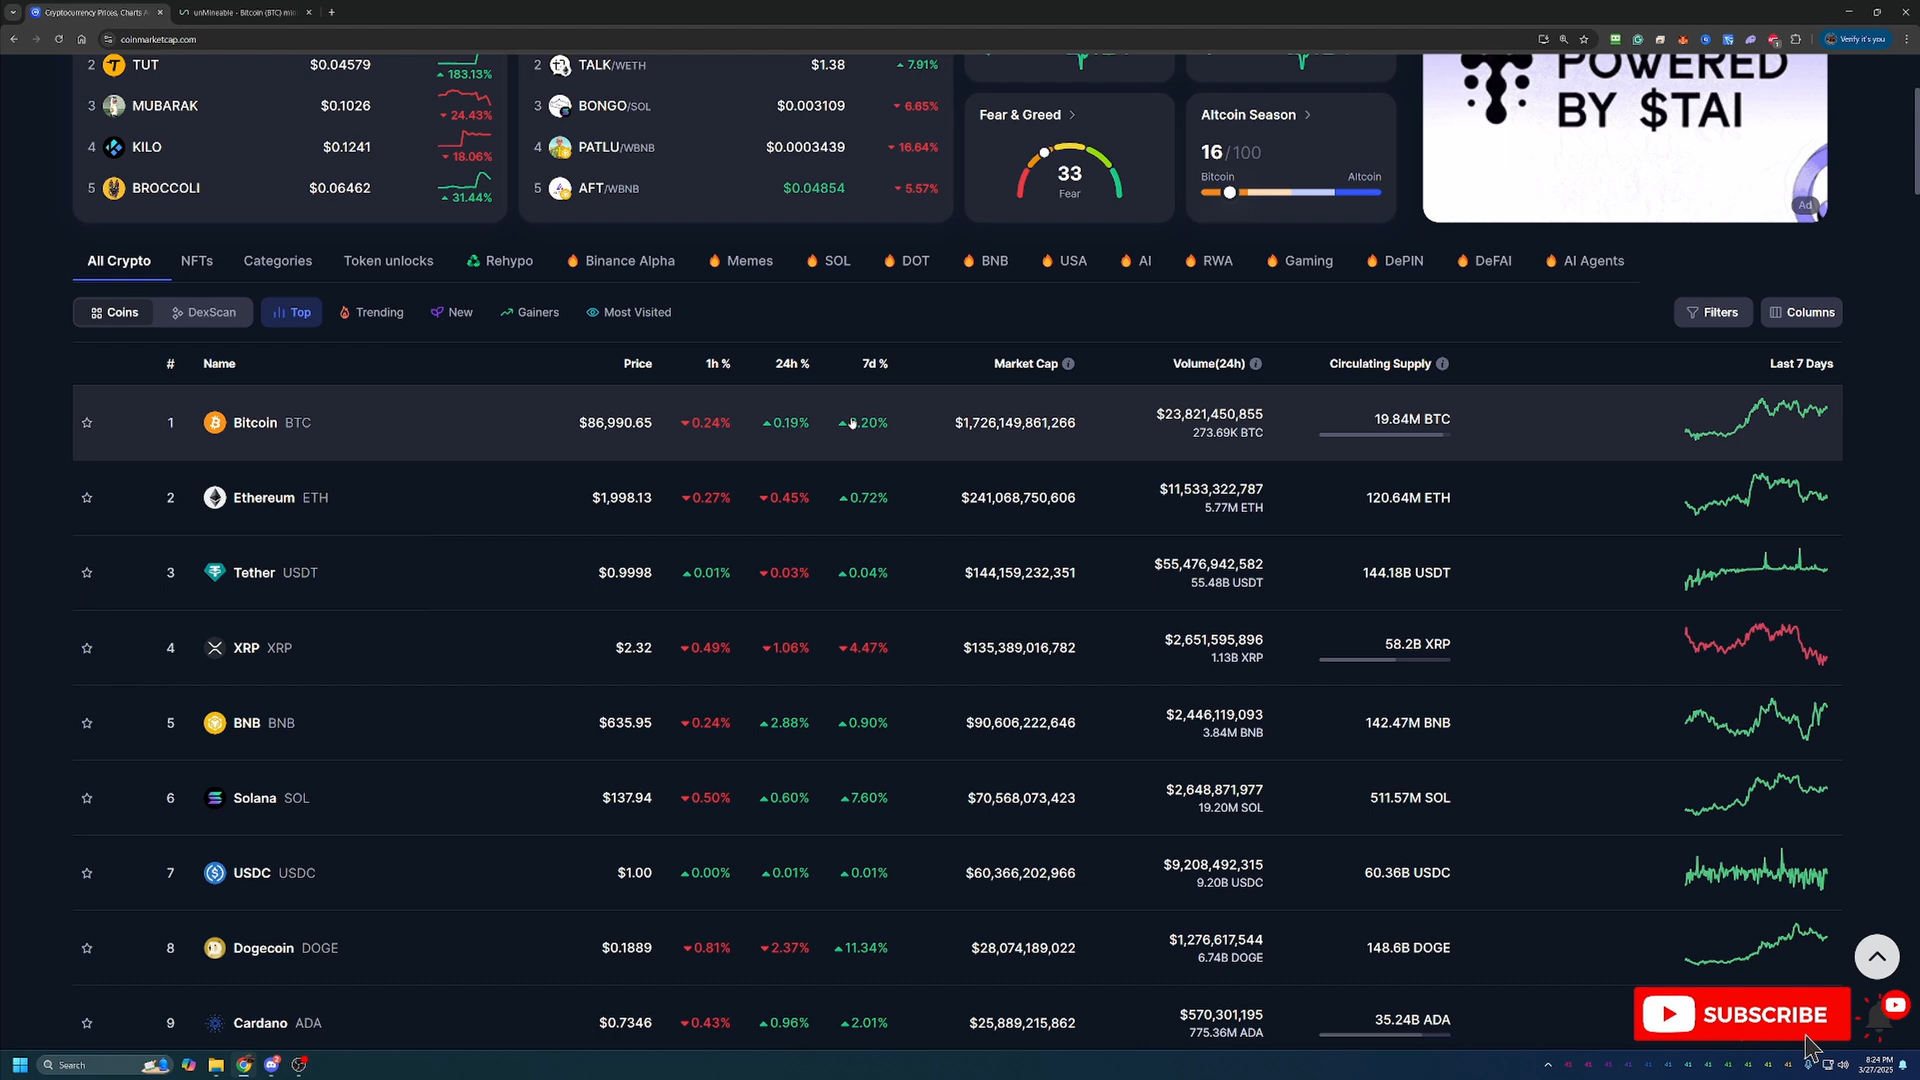 Cryptocurrency Prices, Charts A
unMineable - Bitcoin (BTC) min
coinmarketcap.com
Verify it's you
2 TUT $0.04579 183.13%
3 MUBARAK $0.1026 24.43%
4 KILO $0.1241 18.06%
5 BROCCOLI $0.06462 31.44%
2 TALK/WETH $1.38 7.91%
3 BONGO/SOL $0.003109 6.65%
4 PATLU/WBNB $0.0003439 16.64%
5 AFT/WBNB $0.04854 5.57%
Fear & Greed
33
Fear
Altcoin Season
16/100
Bitcoin Altcoin
POWERED
BY $TAI
Ad
All Crypto NFTs Categories Token unlocks Rehypo Binance Alpha Memes SOL DOT BNB USA AI RWA Gaming DePIN DeFAI AI Agents
Coins DexScan Top Trending New Gainers Most Visited Filters Columns
# Name Price 1h % 24h % 7d % Market Cap Volume(24h) Circulating Supply Last 7 Days
1 Bitcoin BTC $86,990.65 0.24% 0.19% .20% $1,726,149,861,266 $23,821,450,855 19.84M BTC
273.69K BTC
2 Ethereum ETH $1,998.13 0.27% 0.45% 0.72% $241,068,750,606 $11,533,322,787 120.64M ETH
5.77M ETH
3 Tether USDT $0.9998 0.01% 0.03% 0.04% $144,159,232,351 $55,476,942,582 144.18B USDT
55.48B USDT
4 XRP XRP $2.32 0.49% 1.06% 4.47% $135,389,016,782 $2,651,595,896 58.2B XRP
1.13B XRP
5 BNB BNB $635.95 0.24% 2.88% 0.90% $90,606,222,646 $2,446,119,093 142.47M BNB
3.84M BNB
6 Solana SOL $137.94 0.50% 0.60% 7.60% $70,568,073,423 $2,648,871,977 511.57M SOL
19.20M SOL
7 USDC USDC $1.00 0.00% 0.01% 0.01% $60,366,202,966 $9,208,492,315 60.36B USDC
9.20B USDC
8 Dogecoin DOGE $0.1889 0.81% 2.37% 11.34% $28,074,189,022 $1,276,617,544 148.6B DOGE
6.74B DOGE
9 Cardano ADA $0.7346 0.43% 0.96% 2.01% $25,889,215,862 $570,301,195 35.24B ADA
775.36M ADA
SUBSCRIBE
Search
8:24 PM
3/27/2025